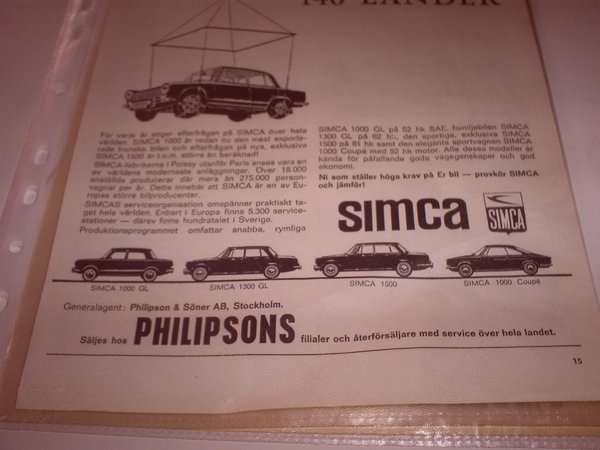 140 LÄNDER
För varje år stiger efterfrågan på SIMCA över hela
världen. SIMCA 1000 är redan nu den mest exporte-
rade franska bilen och efterfrågan på nya, exklusiva
SIMCA 1500 är t.o.m. större än beräknad!
SIMCA-fabrikerna i Poissy utanför Paris anses vara en
av världens modernaste anläggningar. Över 18.000
anställda producerar där mera än 275.000 person-
vagnar per år. Detta innebär att SIMCA är en av Eu-
ropas större bilproducenter.
SIMCAS serviceorganisation omspänner praktiskt ta-
get hela världen. Enbart i Europa finns 5.300 service-
stationer — därav finns hundratalet i Sverige.
Produktionsprogrammet omfattar snabba, rymliga
SIMCA 1000 GL på 52 hk SAE, familjebilen SIMCA
1300 GL på 62 hk, den sportiga, exklusiva SIMCA
1500 på 81 hk samt den eleganta sportvagnen SIMCA
1000 Coupé med 52 hk motor. Alla dessa modeller är
kända för påfallande goda vägegenskaper och god
ekonomi.
Ni som ställer höga krav på Er bil — provkör SIMCA
och jämför!
simca
SIMCA
SIMCA 1000 GL
SIMCA 1300 GL
SIMCA 1500
SIMCA 1000 Coupé
Generalagent: Philipson & Söner AB, Stockholm.
Säljes hos PHILIPSONS filialer och återförsäljare med service över hela landet.
15